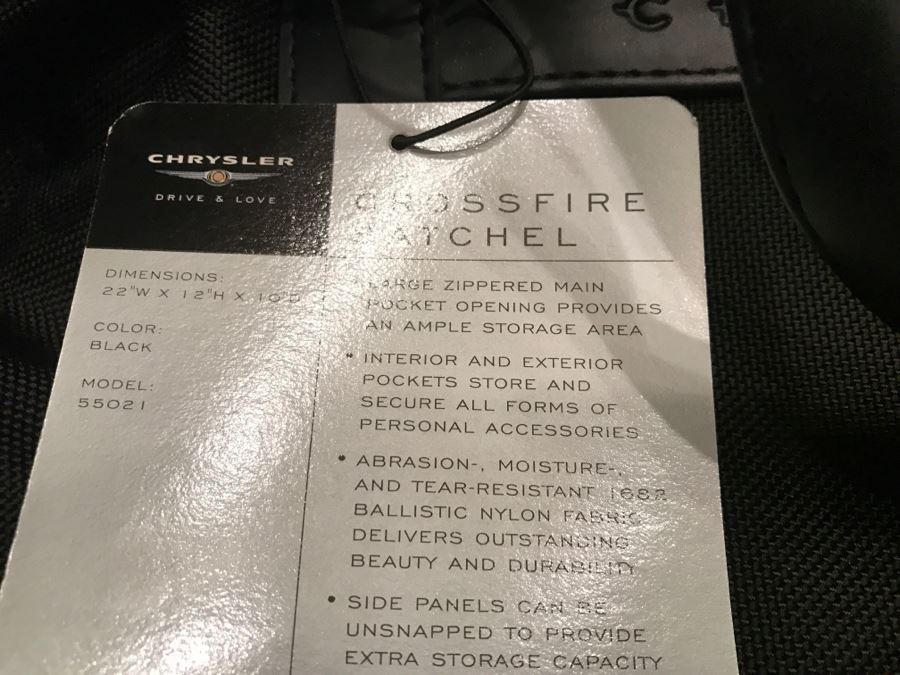 C
CHRYSLER
DRIVE & LOVE
CROSSFIRE
SATCHEL
DIMENSIONS:
22"W X 12"H X 10"D
COLOR:
BLACK
MODEL:
55021
LARGE ZIPPERED MAIN
POCKET OPENING PROVIDES
AN AMPLE STORAGE AREA
• INTERIOR AND EXTERIOR
POCKETS STORE AND
SECURE ALL FORMS OF
PERSONAL ACCESSORIES
• ABRASION-, MOISTURE-,
AND TEAR-RESISTANT
BALLISTIC NYLON FABRIC
DELIVERS OUTSTANDING
BEAUTY AND DURABILITY
• SIDE PANELS CAN BE
UNSNAPPED TO PROVIDE
EXTRA STORAGE CAPACITY